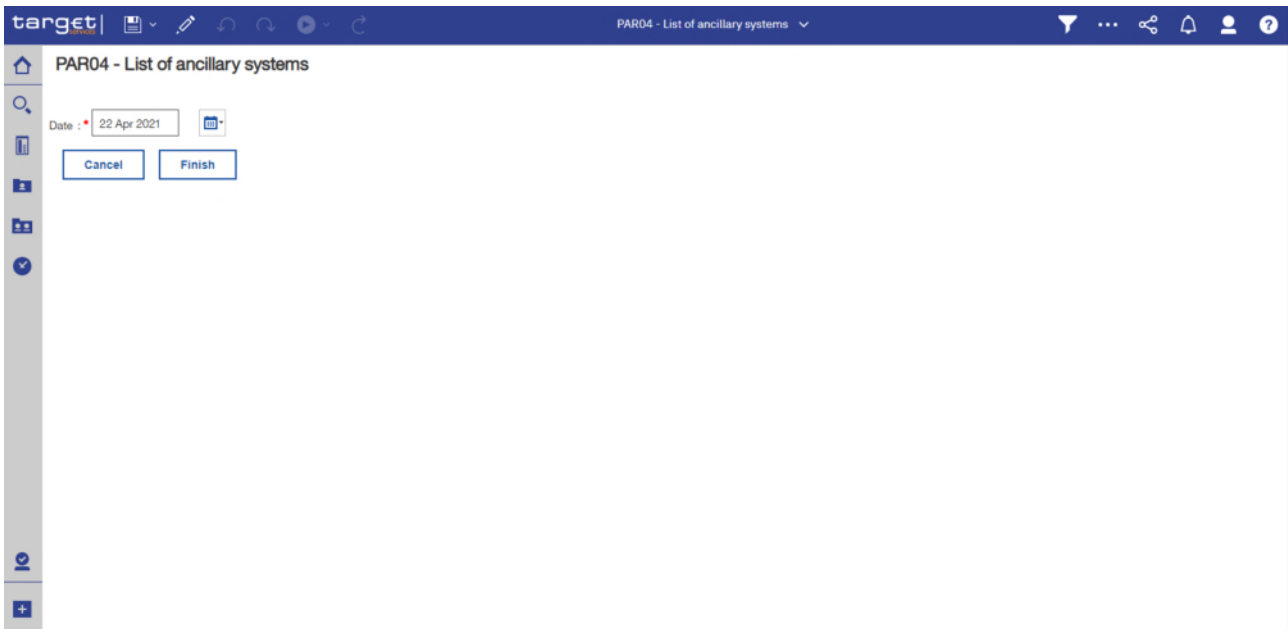 target| services PAR04 - List of ancillary systems
PAR04 - List of ancillary systems
Date : * 22 Apr 2021
Cancel Finish